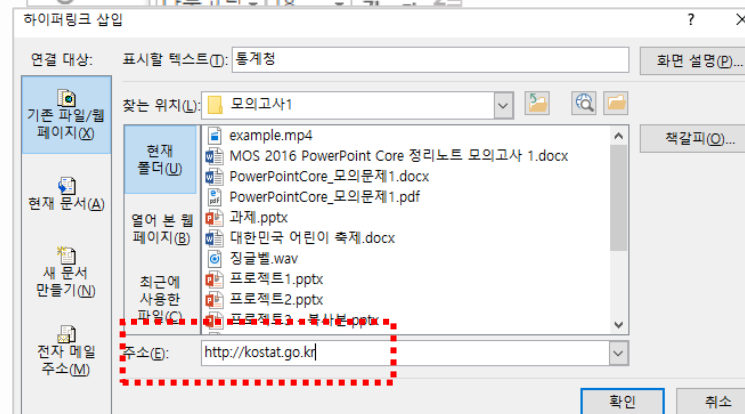 하이퍼링크 삽입
?
연결 대상:
표시할 텍스트(T):
통계청
화면 설명(P)...
기존 파일/웹
페이지(X)
찾는 위치(L):
모의고사1
책갈피(O)...
현재
폴더(U)
example.mp4
MOS 2016 PowerPoint Core 정리노트 모의고사 1.docx
PowerPointCore_모의문제1.docx
PowerPointCore_모의문제1.pdf
현재 문서(A)
열어 본 웹
페이지(B)
과제.pptx
대한민국 어린이 축제.docx
징글벨.wav
새 문서
만들기(N)
최근에
사용한
파일(C)
프로젝트1.pptx
프로젝트2.pptx
프로젝트3 - 복사본.pptx
전자 메일
주소(M)
주소(E):
http://kostat.go.kr
확인
취소